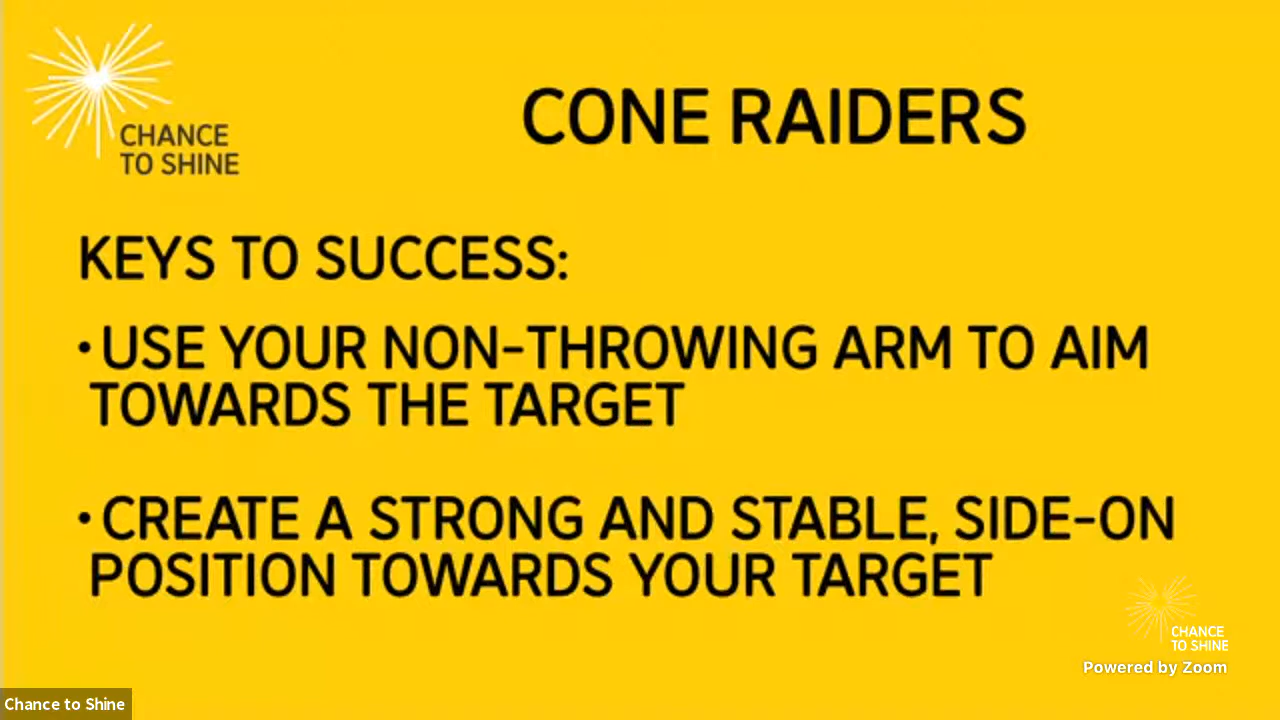 CHANCE
TO SHINE
CONE RAIDERS
KEYS TO SUCCESS:
• USE YOUR NON-THROWING ARM TO AIM
TOWARDS THE TARGET
• CREATE A STRONG AND STABLE, SIDE-ON
POSITION TOWARDS YOUR TARGET
CHANCE
TO SHINE
Powered by Zoom
Chance to Shine